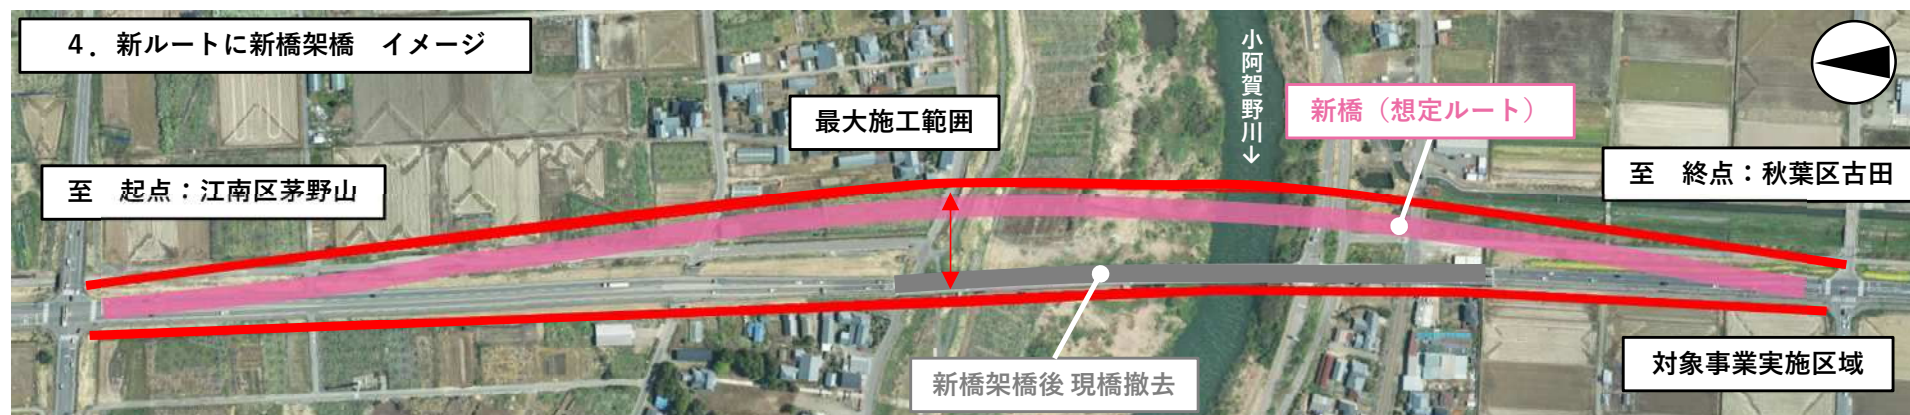 4．新ルートに新橋架橋　イメージ
小阿賀野川↓
新橋（想定ルート）
最大施工範囲
至　起点：江南区茅野山
至　終点：秋葉区古田
新橋架橋後 現橋撤去
対象事業実施区域